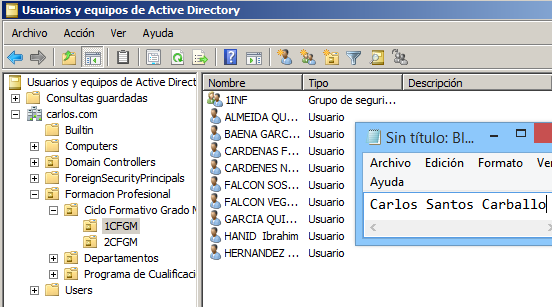 Usuarios y equipos de Active Directory
Archivo Acción Ver Ayuda
Usuarios y equipos de Active Direct
Consultas guardadas
carlos.com
Builtin
Computers
Domain Controllers
ForeignSecurityPrincipals
Formacion Profesional
Ciclo Formativo Grado M
1CFGM
2CFGM
Departamentos
Programa de Cualificació
Users
Nombre Tipo Descripción
1INF Grupo de seguri...
ALMEIDA QU... Usuario
BAENA GARC... Usuario
CARDENAS F... Usuario
CARDENES N... Usuario
FALCON SOS... Usuario
FALCON VEG... Usuario
GARCIA QUI... Usuario
HANID Ibrahim Usuario
HERNANDEZ ... Usuario
Sin título: Bl...
Archivo Edición Formato Ver
Ayuda
Carlos Santos Carballo